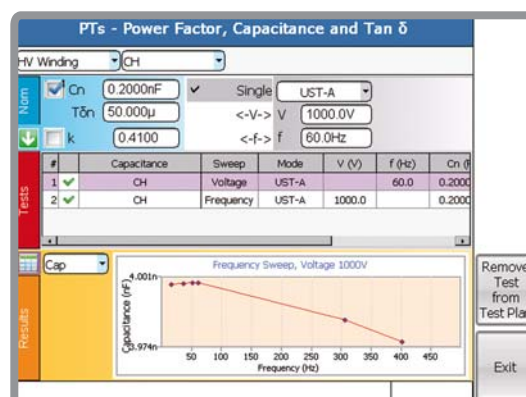 PTs - Power Factor, Capacitance and Tan δ
HV Winding CH
Nom
Cn 0.2000nF Single UST-A
Tδn 50.000µ <-V-> V 1000.0V
k 0.4100 <-f-> f 60.0Hz
Tests
# Capacitance Sweep Mode V (V) f (Hz) Cn
1 CH Voltage UST-A 60.0 0.2000
2 CH Frequency UST-A 1000.0 0.2000
Results
Cap
Frequency Sweep, Voltage 1000V
Capacitance (nF)
4.001n
3.974n
50 100 150 200 250 300 350 400 450
Frequency (Hz)
Remove
Test
from
Test Plan
Exit